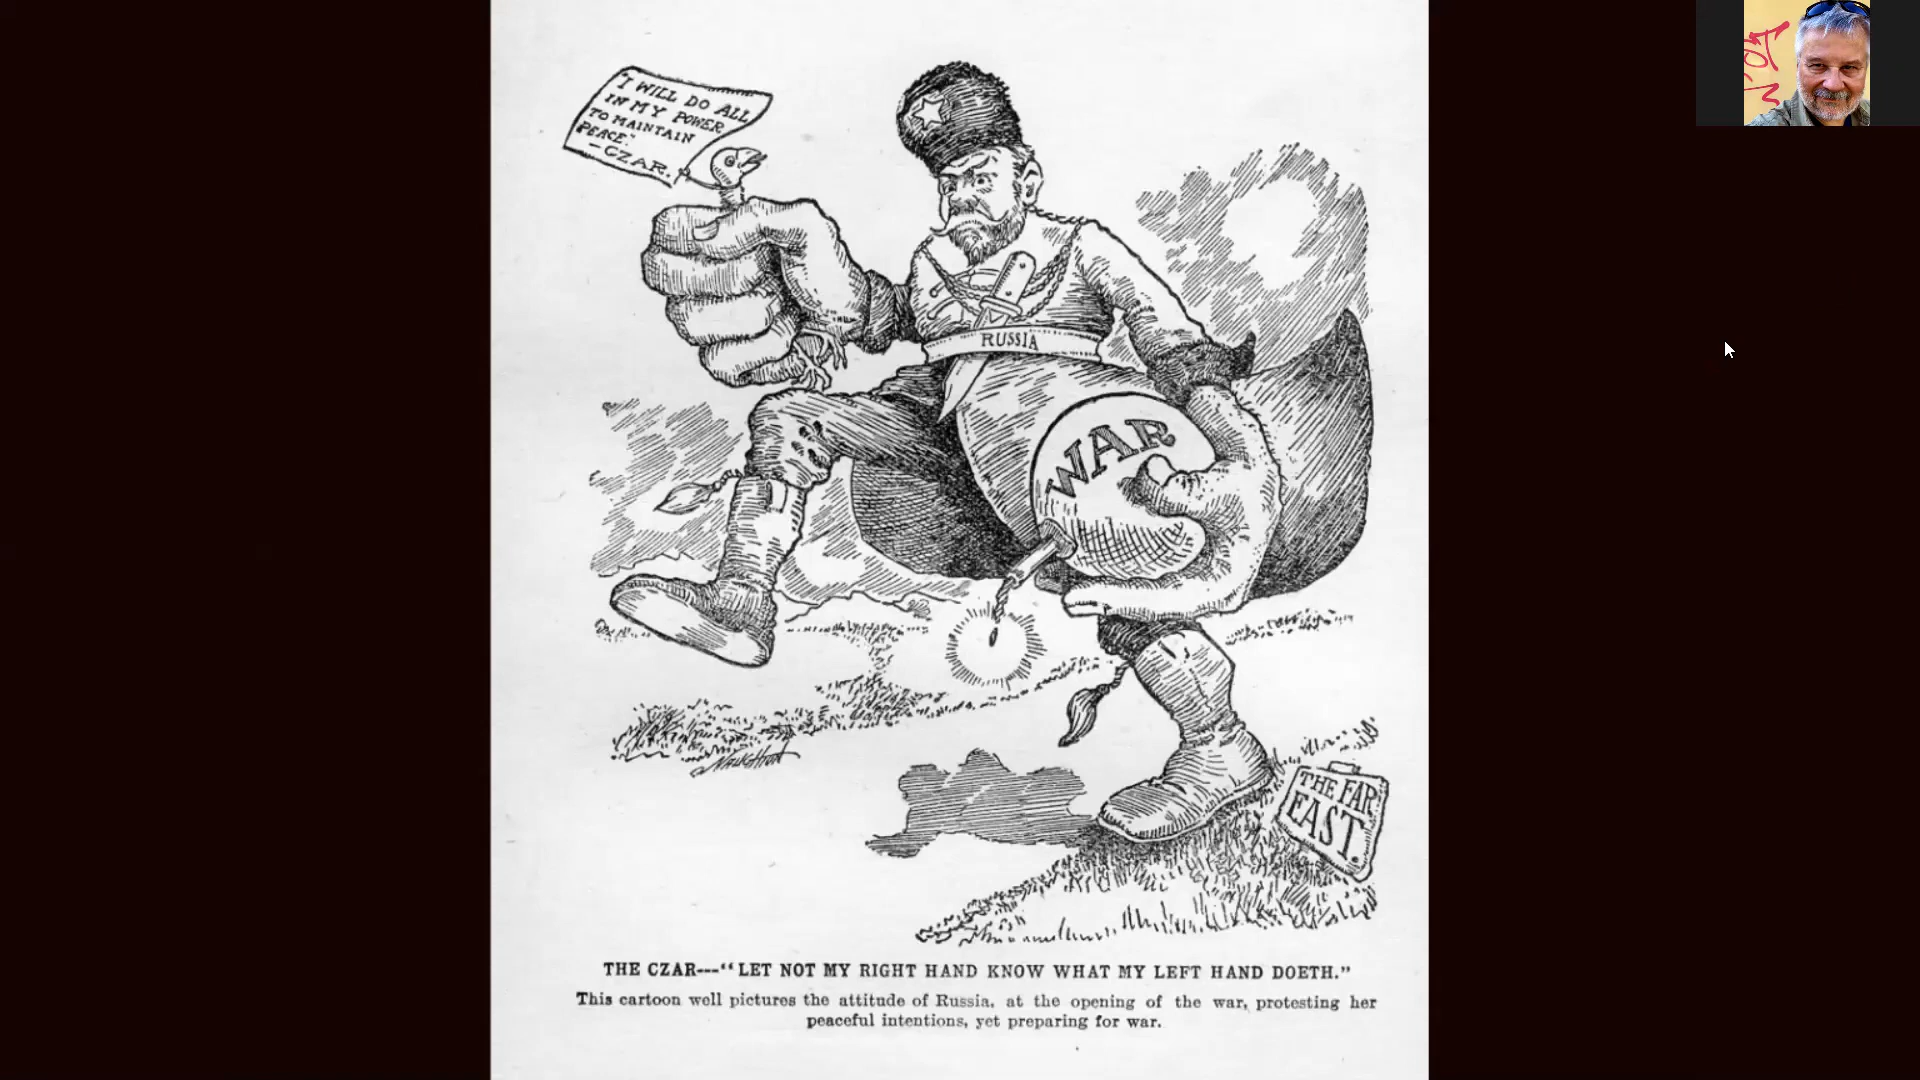 "I WILL DO ALL
IN MY POWER
TO MAINTAIN
PEACE".
—CZAR.
RUSSIA
WAR
NAUGHTON
THE FAR
EAST.
THE CZAR---"LET NOT MY RIGHT HAND KNOW WHAT MY LEFT HAND DOETH."
This cartoon well pictures the attitude of Russia, at the opening of the war, protesting her
peaceful intentions, yet preparing for war.